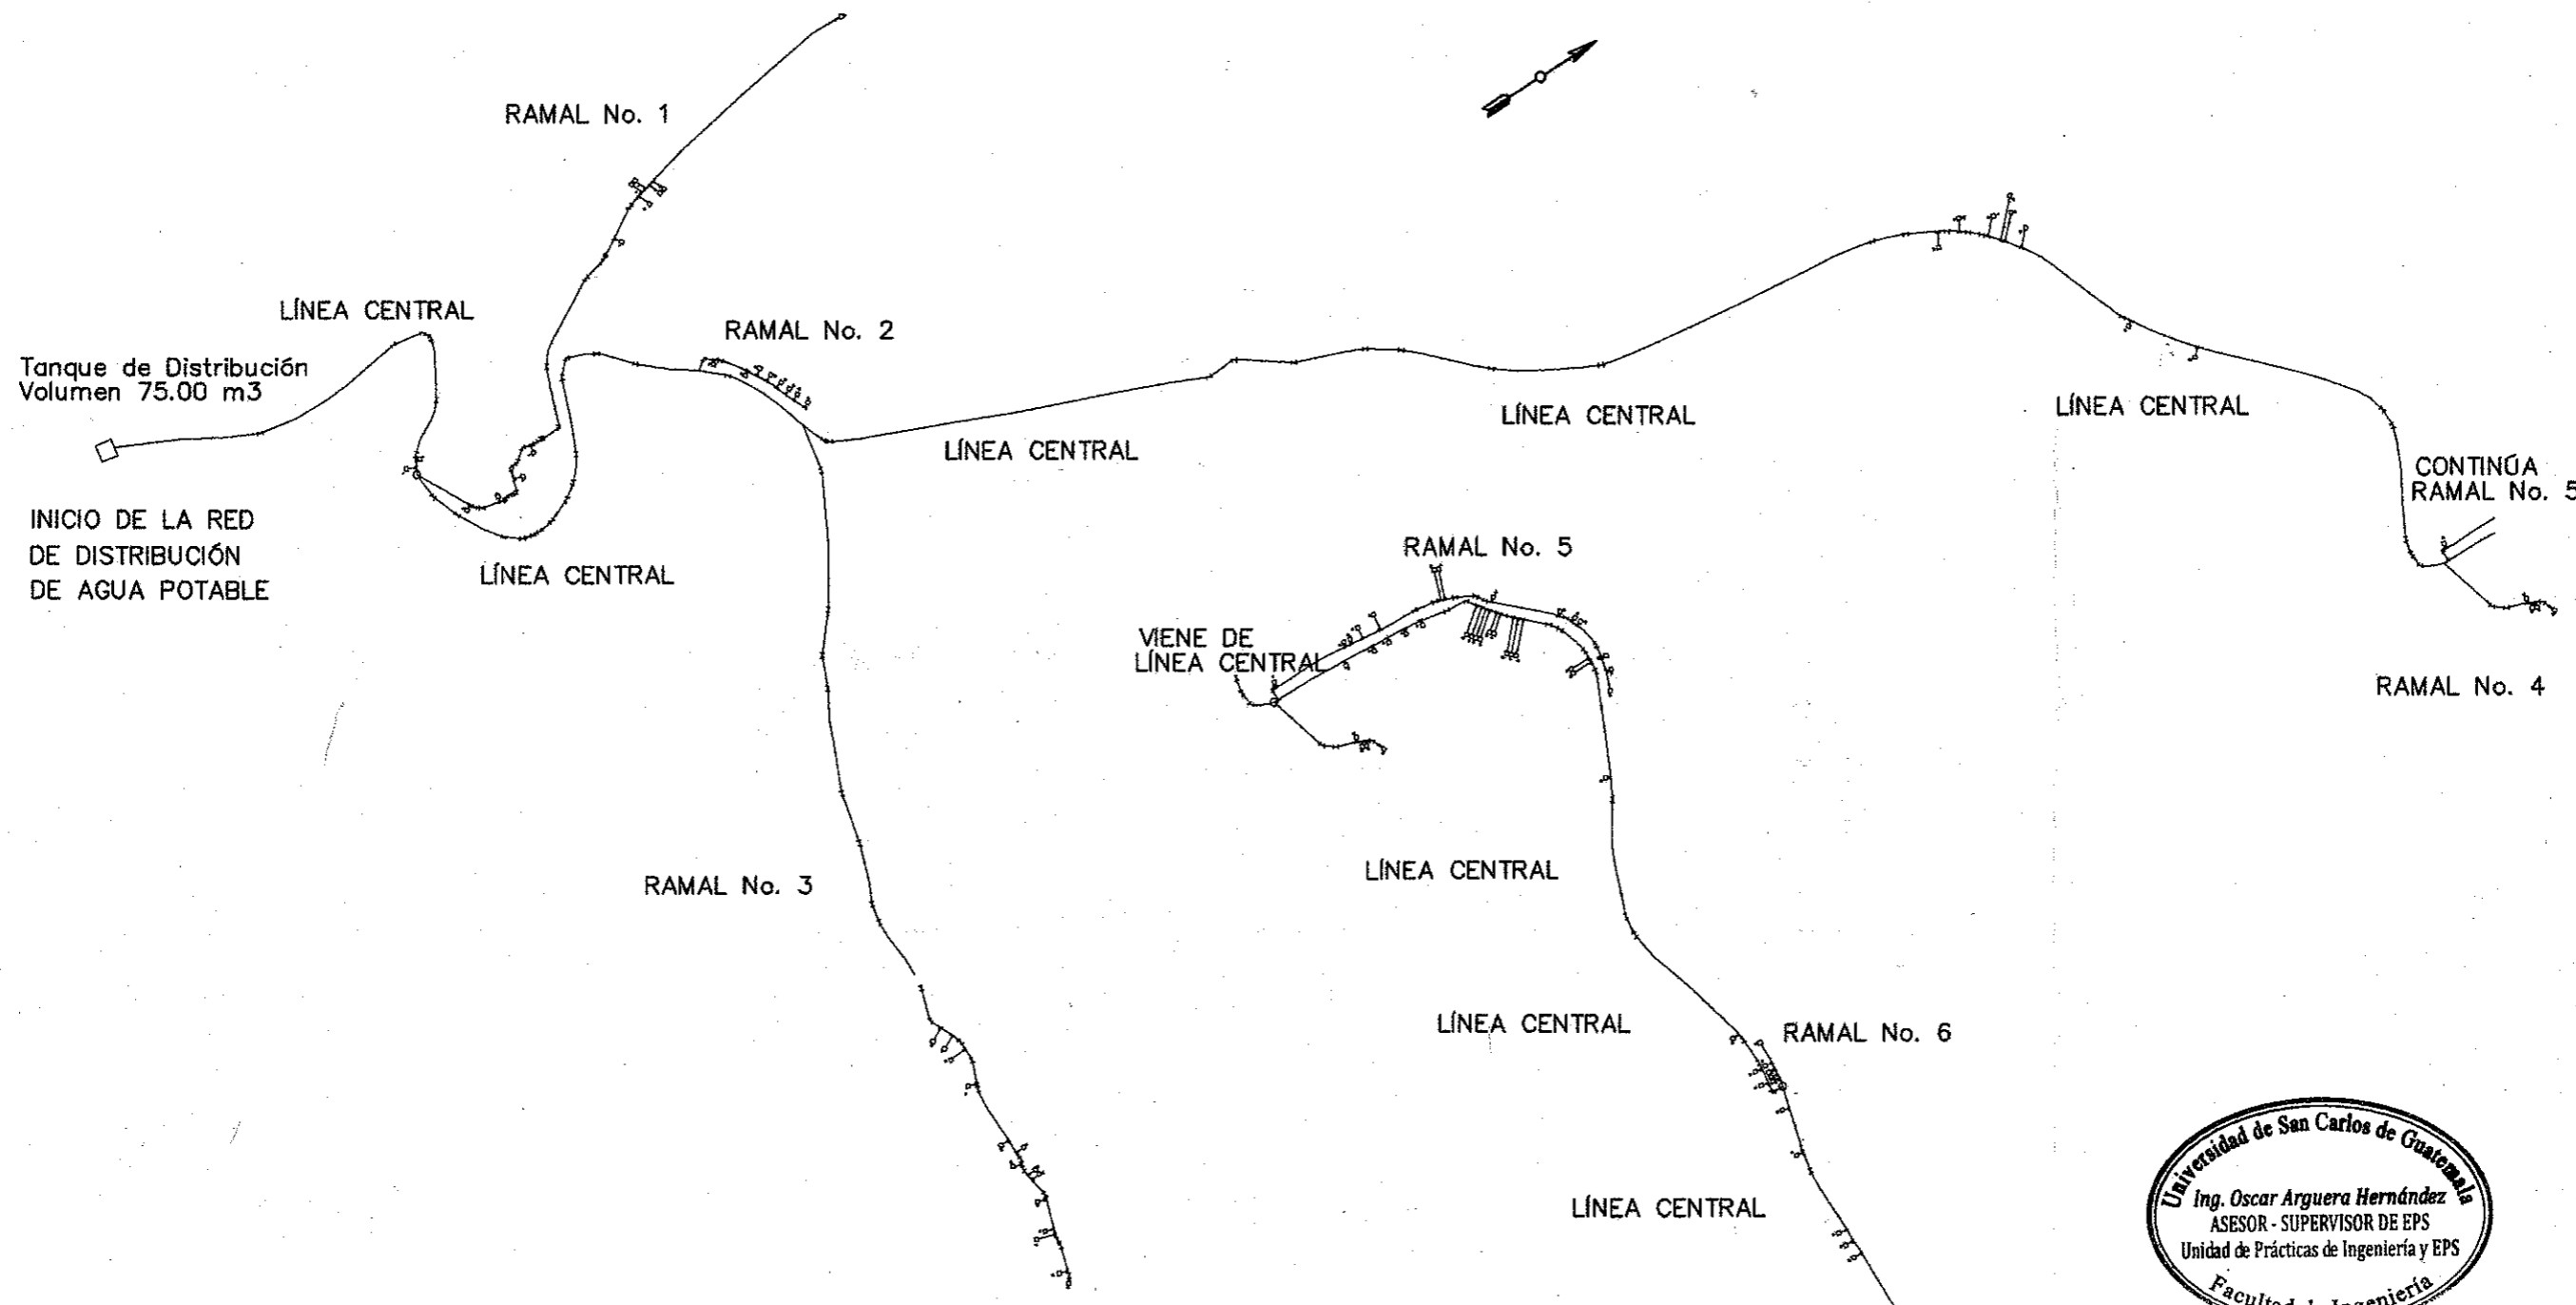 RAMAL No. 1
LÍNEA CENTRAL
RAMAL No. 2
Tanque de Distribución
Volumen 75.00 m3
LÍNEA CENTRAL
LÍNEA CENTRAL
LÍNEA CENTRAL
CONTINÚA
RAMAL No. 5
INICIO DE LA RED
DE DISTRIBUCIÓN
DE AGUA POTABLE
LÍNEA CENTRAL
RAMAL No. 5
VIENE DE
LÍNEA CENTRAL
RAMAL No. 4
RAMAL No. 3
LÍNEA CENTRAL
LÍNEA CENTRAL
RAMAL No. 6
LÍNEA CENTRAL
Universidad de San Carlos de Guatemala
Ing. Oscar Arguera Hernández
ASESOR - SUPERVISOR DE EPS
Unidad de Prácticas de Ingeniería y EPS
Facultad de Ingeniería